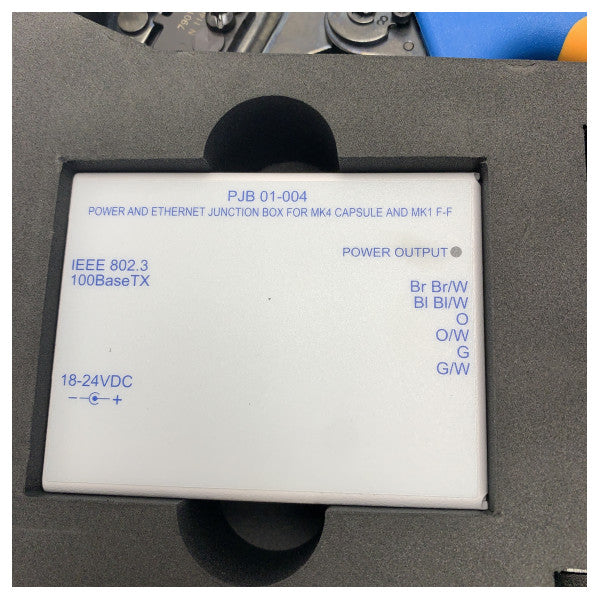 790
PJB 01-004
POWER AND ETHERNET JUNCTION BOX FOR MK4 CAPSULE AND MK1 F-F
POWER OUTPUT
IEEE 802.3
100BaseTX
Br Br/W
Bl Bl/W
O
O/W
G
G/W
18-24VDC
- +